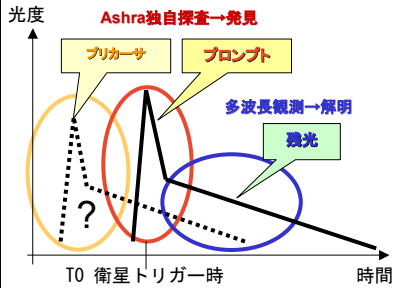 光度
Ashra独自探査→発見
プリカーサ
プロンプト
多波長観測→解明
残光
?
T0 衛星トリガー時
時間